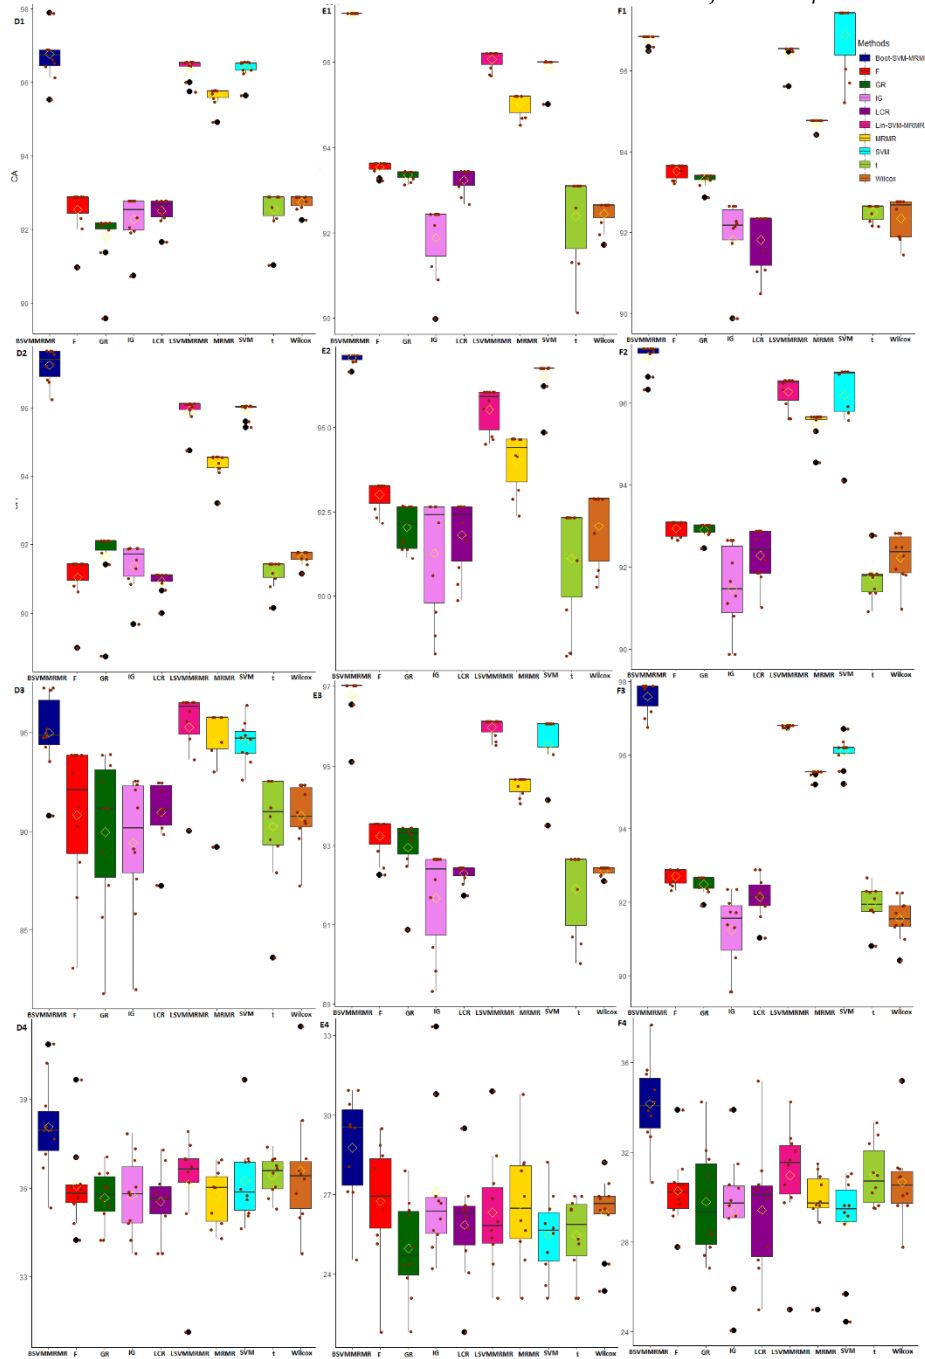 D1
98
96
94
CA
92
90
BSVMMRMR F GR IG LCR LSVMMRMR MRMR SVM t Wilcox
E1
96
94
92
90
BSVMMRMR F GR IG LCR LSVMMRMR MRMR SVM t Wilcox
F1
96
94
92
90
Methods
Boot-SVM-MRMR
F
GR
IG
LCR
Lin-SVM-MRMR
MRMR
SVM
t
Wilcox
BSVMMRMR F GR IG LCR LSVMMRMR MRMR SVM t Wilcox
D2
96
94
92
90
BSVMMRMR F GR IG LCR LSVMMRMR MRMR SVM t Wilcox
E2
95.0
92.5
90.0
BSVMMRMR F GR IG LCR LSVMMRMR MRMR SVM t Wilcox
F2
96
94
92
90
BSVMMRMR F GR IG LCR LSVMMRMR MRMR SVM t Wilcox
D3
95
90
85
BSVMMRMR F GR IG LCR LSVMMRMR MRMR SVM t Wilcox
E3
97
95
93
91
89
BSVMMRMR F GR IG LCR LSVMMRMR MRMR SVM t Wilcox
F3
98
96
94
92
90
BSVMMRMR F GR IG LCR LSVMMRMR MRMR SVM t Wilcox
D4
39
36
33
BSVMMRMR F GR IG LCR LSVMMRMR MRMR SVM t Wilcox
E4
33
30
27
24
BSVMMRMR F GR IG LCR LSVMMRMR MRMR SVM t Wilcox
F4
36
32
28
24
BSVMMRMR F GR IG LCR LSVMMRMR MRMR SVM t Wilcox